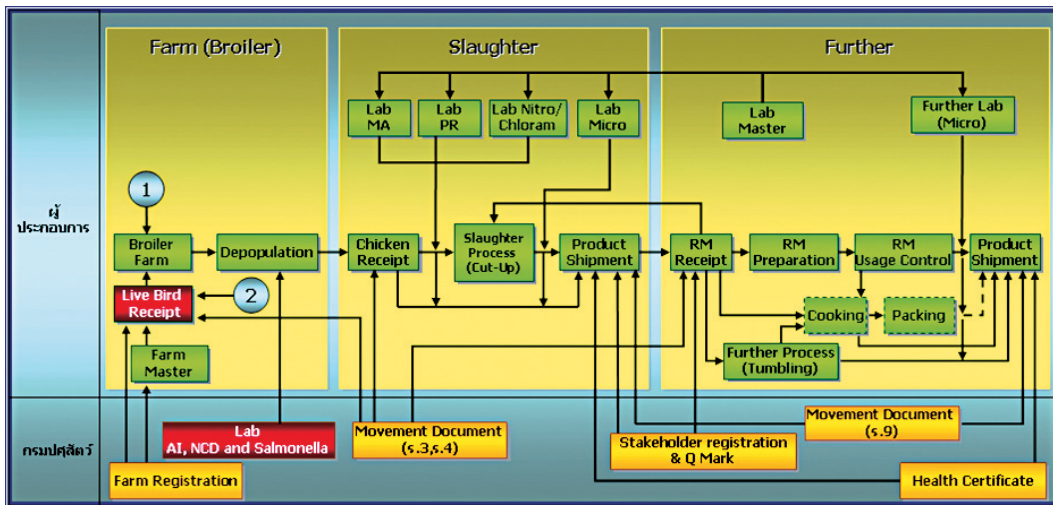 Farm (Broiler)
Slaughter
Further
Lab
MA
Lab
PR
Lab Nitro/
Chloram
Lab
Micro
Lab
Master
Further Lab
(Micro)
ผู้
ประกอบการ
1
Broiler
Farm
Depopulation
Chicken
Receipt
Slaughter
Process
(Cut-Up)
Product
Shipment
RM
Receipt
RM
Preparation
RM
Usage Control
Product
Shipment
Live Bird
Receipt
2
Cooking
Packing
Farm
Master
Further Process
(Tumbling)
กรมปศุสัตว์
Lab
AI, NCD and Salmonella
Movement Document
(s.3,s.4)
Stakeholder registration
& Q Mark
Movement Document
(s.9)
Farm Registration
Health Certificate